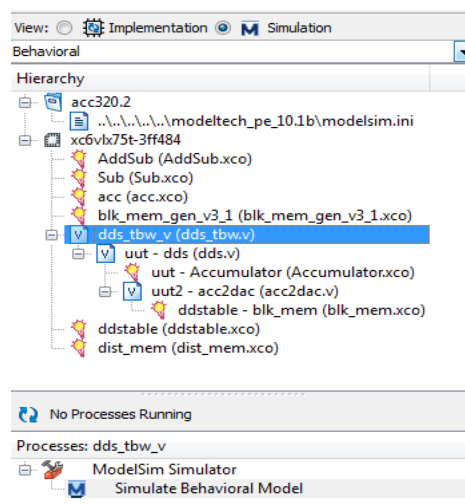 View: Implementation Simulation
Behavioral
Hierarchy
acc320.2
..\..\..\..\..\modeltech_pe_10.1b\modelsim.ini
xc6vlx75t-3ff484
AddSub (AddSub.xco)
Sub (Sub.xco)
acc (acc.xco)
blk_mem_gen_v3_1 (blk_mem_gen_v3_1.xco)
dds_tbw_v (dds_tbw.v)
uut - dds (dds.v)
uut - Accumulator (Accumulator.xco)
uut2 - acc2dac (acc2dac.v)
ddstable - blk_mem (blk_mem.xco)
ddstable (ddstable.xco)
dist_mem (dist_mem.xco)
No Processes Running
Processes: dds_tbw_v
ModelSim Simulator
Simulate Behavioral Model